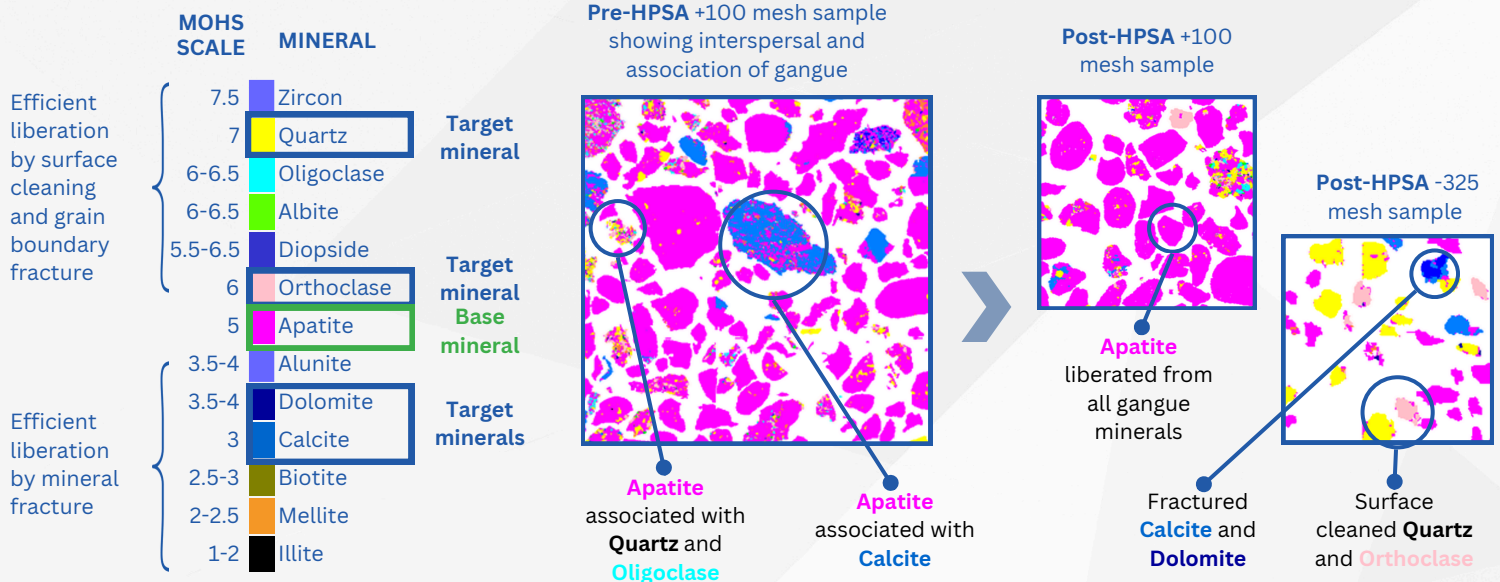 MOHS
SCALE
MINERAL
Efficient
liberation
by surface
cleaning
and grain
boundary
fracture
7.5 Zircon
7 Quartz
6-6.5 Oligoclase
6-6.5 Albite
5.5-6.5 Diopside
6 Orthoclase
5 Apatite
3.5-4 Alunite
3.5-4 Dolomite
3 Calcite
2.5-3 Biotite
2-2.5 Mellite
1-2 Illite
Efficient
liberation
by mineral
fracture
Target
mineral
Target
mineral
Base
mineral
Target
minerals
Pre-HPSA +100 mesh sample
showing interspersal and
association of gangue
Apatite
associated with
Quartz and
Oligoclase
Apatite
associated with
Calcite
Post-HPSA +100
mesh sample
Apatite
liberated from
all gangue
minerals
Post-HPSA -325
mesh sample
Fractured
Calcite and
Dolomite
Surface
cleaned Quartz
and Orthoclase